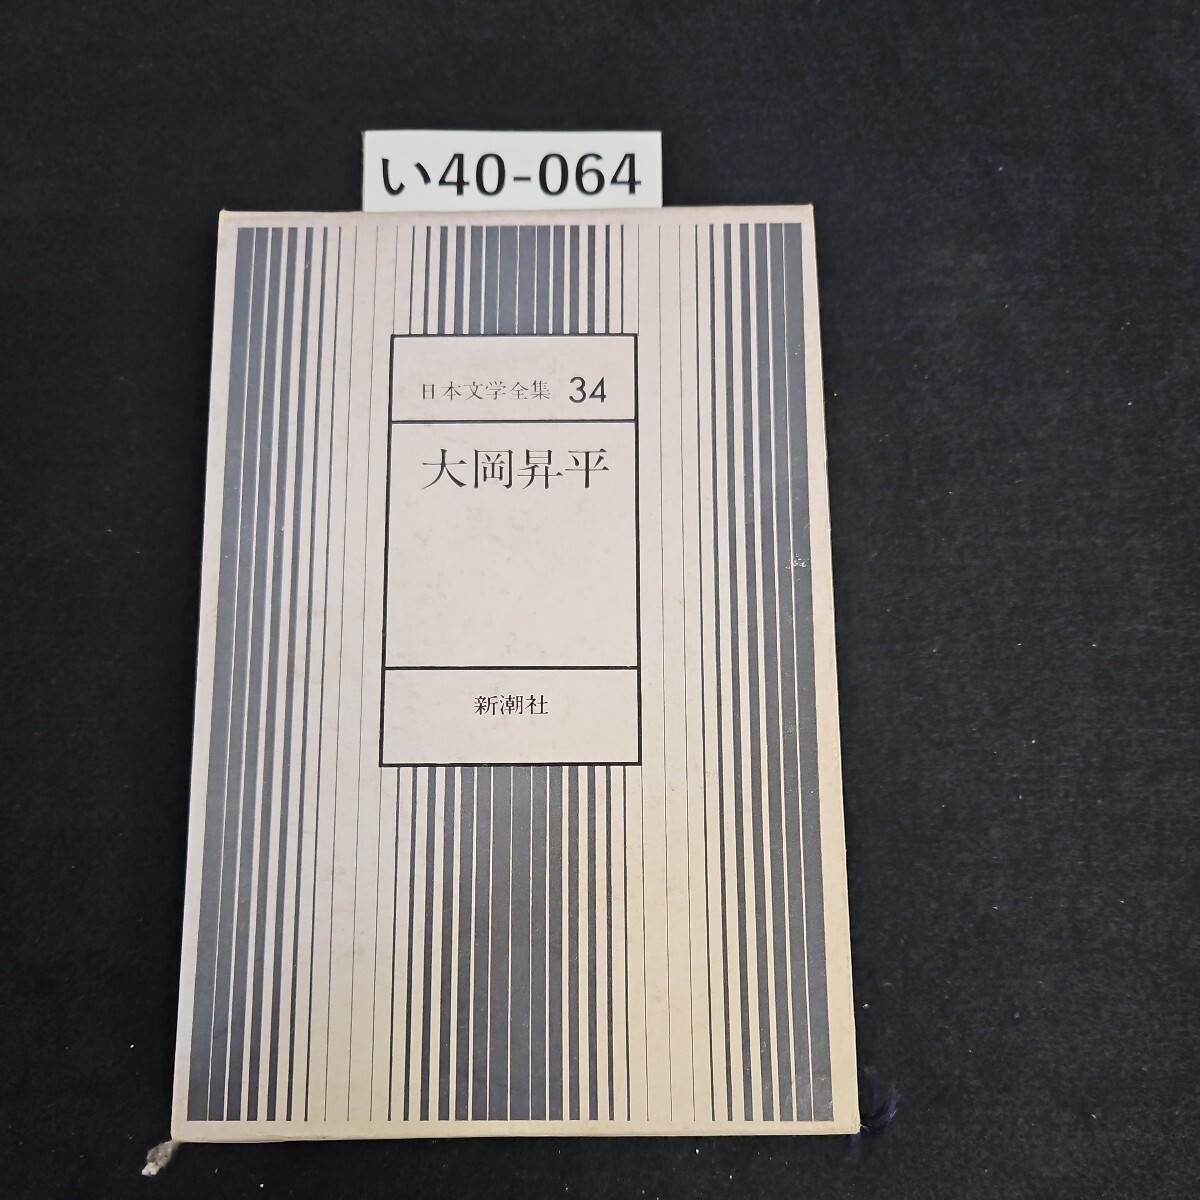 い40-064
日本文学全集 34
大岡昇平
新潮社